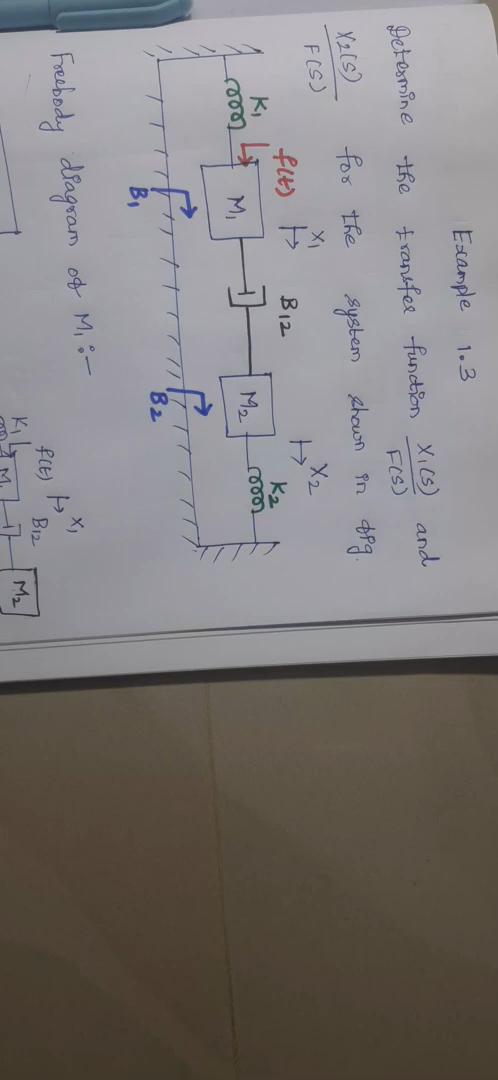 Example 1.3
Determine the transfer function X1(S)/F(S) and
X2(S)/F(S) for the system shown in fig.
X1
X2
f(t)
B12
K1
M1
M2
K2
B1
B2
Freebody diagram of M1:-
X1
f(t)
B12
K1
M1
M2